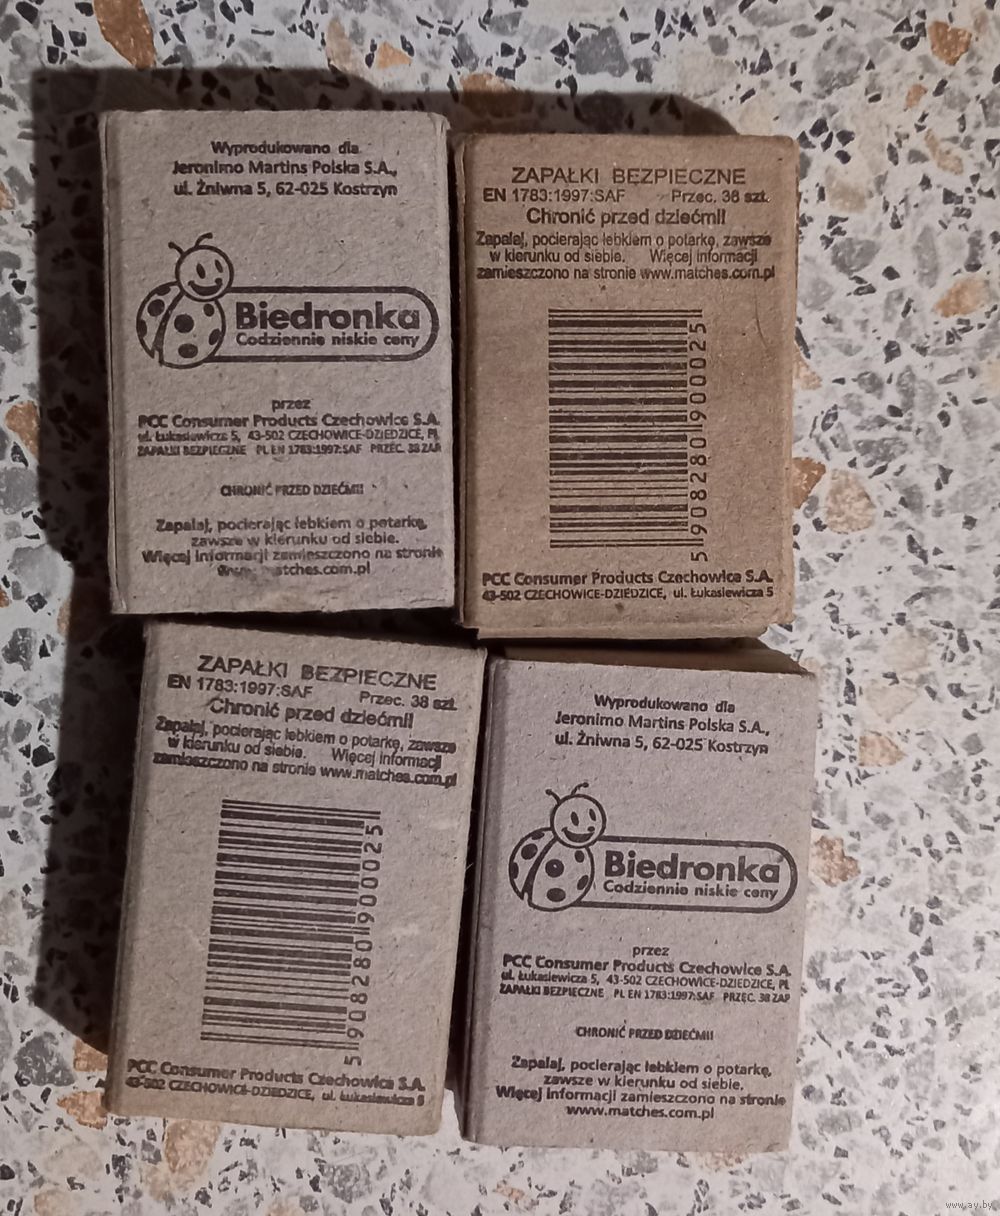 Wyprodukowano dla
Jeronimo Martins Polska S.A.,
ul. Żniwna 5, 62-025 Kostrzyn
Biedronka
Codziennie niskie ceny
przez
PCC Consumer Products Czechowice S.A.
ul. Łukasiewicza 5, 43-502 CZECHOWICE-DZIEDZICE, PL
ZAPAŁKI BEZPIECZNE PL EN 1783:1997:SAF PRZEC. 38 ZAP
CHRONIĆ PRZED DZIEĆMI!
Zapalaj, pocierając łebkiem o potarkę,
zawsze w kierunku od siebie.
Więcej informacji zamieszczono na stronie
www.matches.com.pl
ZAPAŁKI BEZPIECZNE
EN 1783:1997:SAF Przec. 38 szt.
Chronić przed dziećmi!
Zapalaj, pocierając łebkiem o potarkę, zawsze
w kierunku od siebie. Więcej informacji
zamieszczono na stronie www.matches.com.pl
5 908280 900025
PCC Consumer Products Czechowice S.A.
43-502 CZECHOWICE-DZIEDZICE, ul. Łukasiewicza 5
ZAPAŁKI BEZPIECZNE
EN 1783:1997:SAF Przec. 38 szt.
Chronić przed dziećmi!
Zapalaj, pocierając łebkiem o potarkę, zawsze
w kierunku od siebie. Więcej informacji
zamieszczono na stronie www.matches.com.pl
5 908280 900025
PCC Consumer Products Czechowice S.A.
43-502 CZECHOWICE-DZIEDZICE, ul. Łukasiewicza 5
Wyprodukowano dla
Jeronimo Martins Polska S.A.,
ul. Żniwna 5, 62-025 Kostrzyn
Biedronka
Codziennie niskie ceny
przez
PCC Consumer Products Czechowice S.A.
ul. Łukasiewicza 5, 43-502 CZECHOWICE-DZIEDZICE, PL
ZAPAŁKI BEZPIECZNE PL EN 1783:1997:SAF PRZEC. 38 ZAP
CHRONIĆ PRZED DZIEĆMI!
Zapalaj, pocierając łebkiem o potarkę,
zawsze w kierunku od siebie.
Więcej informacji zamieszczono na stronie
www.matches.com.pl
www.ay.by